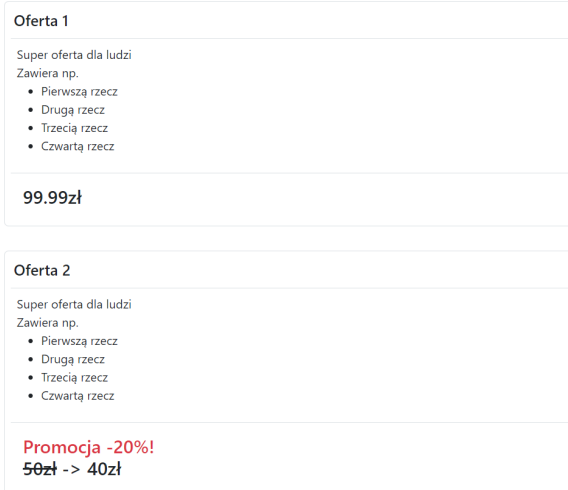 Oferta 1
Super oferta dla ludzi
Zawiera np.
Pierwszą rzecz
Drugą rzecz
Trzecią rzecz
Czwartą rzecz
99.99zł
Oferta 2
Super oferta dla ludzi
Zawiera np.
Pierwszą rzecz
Drugą rzecz
Trzecią rzecz
Czwartą rzecz
Promocja -20%!
50zł -> 40zł